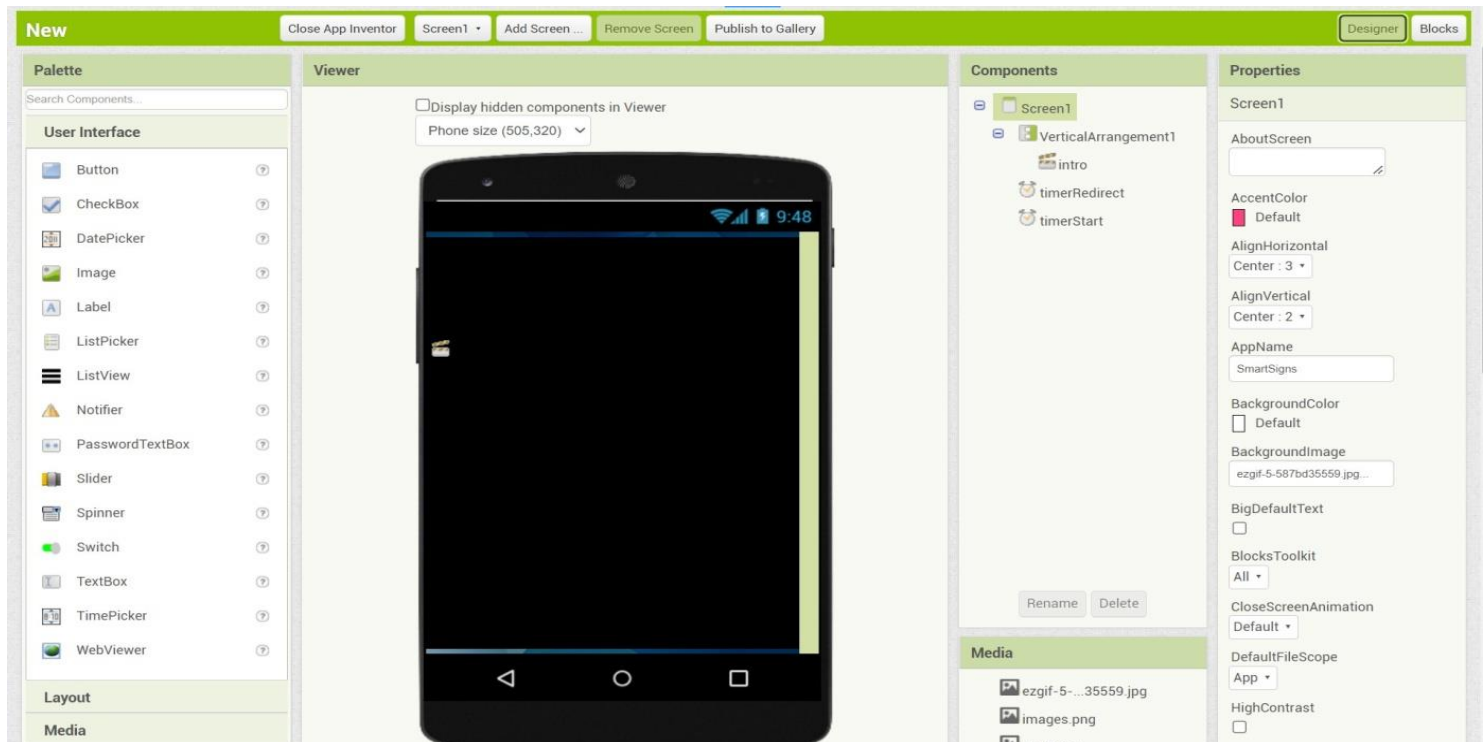 New
Close App Inventor
Screen1
Add Screen ...
Remove Screen
Publish to Gallery
Designer
Blocks
Palette
Search Components...
User Interface
Button
CheckBox
DatePicker
Image
Label
ListPicker
ListView
Notifier
PasswordTextBox
Slider
Spinner
Switch
TextBox
TimePicker
WebViewer
Layout
Media
Viewer
Display hidden components in Viewer
Phone size (505,320)
9:48
Components
Screen1
VerticalArrangement1
intro
timerRedirect
timerStart
Rename
Delete
Media
ezgif-5-...35559.jpg
images.png
Properties
Screen1
AboutScreen
AccentColor
Default
AlignHorizontal
Center : 3
AlignVertical
Center : 2
AppName
SmartSigns
BackgroundColor
Default
BackgroundImage
ezgif-5-587bd35559.jpg...
BigDefaultText
BlocksToolkit
All
CloseScreenAnimation
Default
DefaultFileScope
App
HighContrast